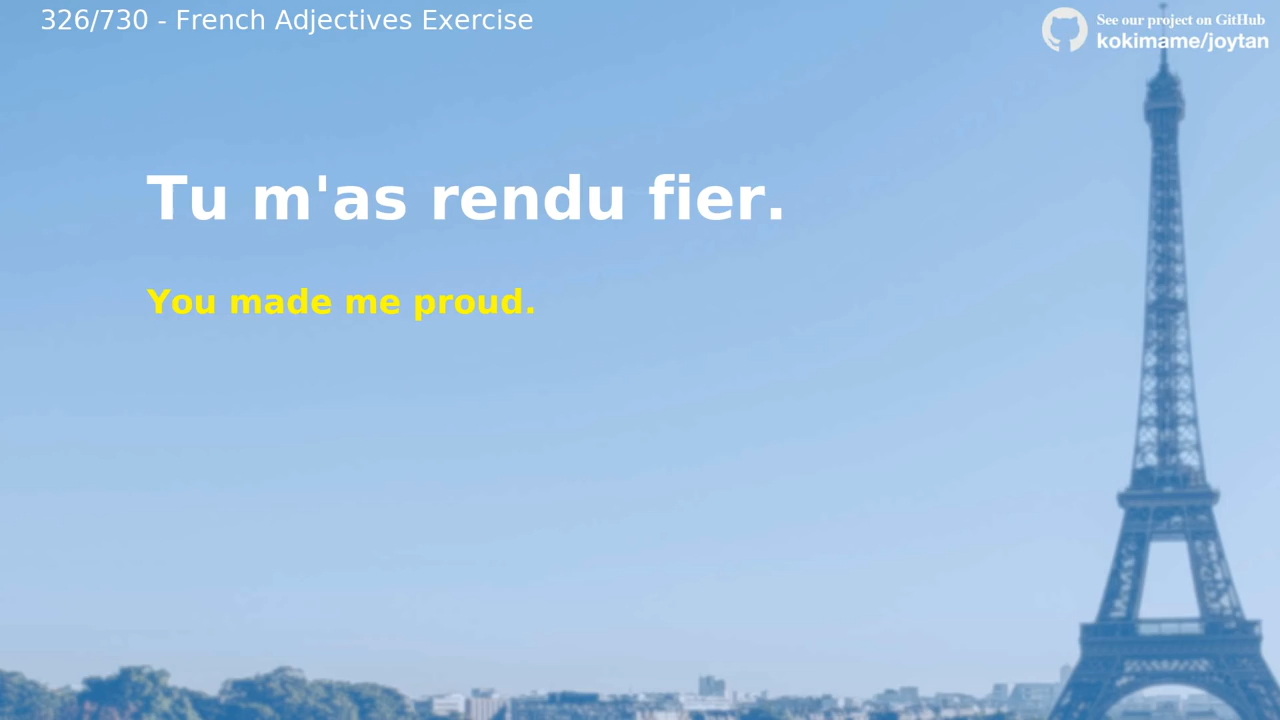 326/730 - French Adjectives Exercise
See our project on GitHub
kokimame/joytan
Tu m'as rendu fier.
You made me proud.